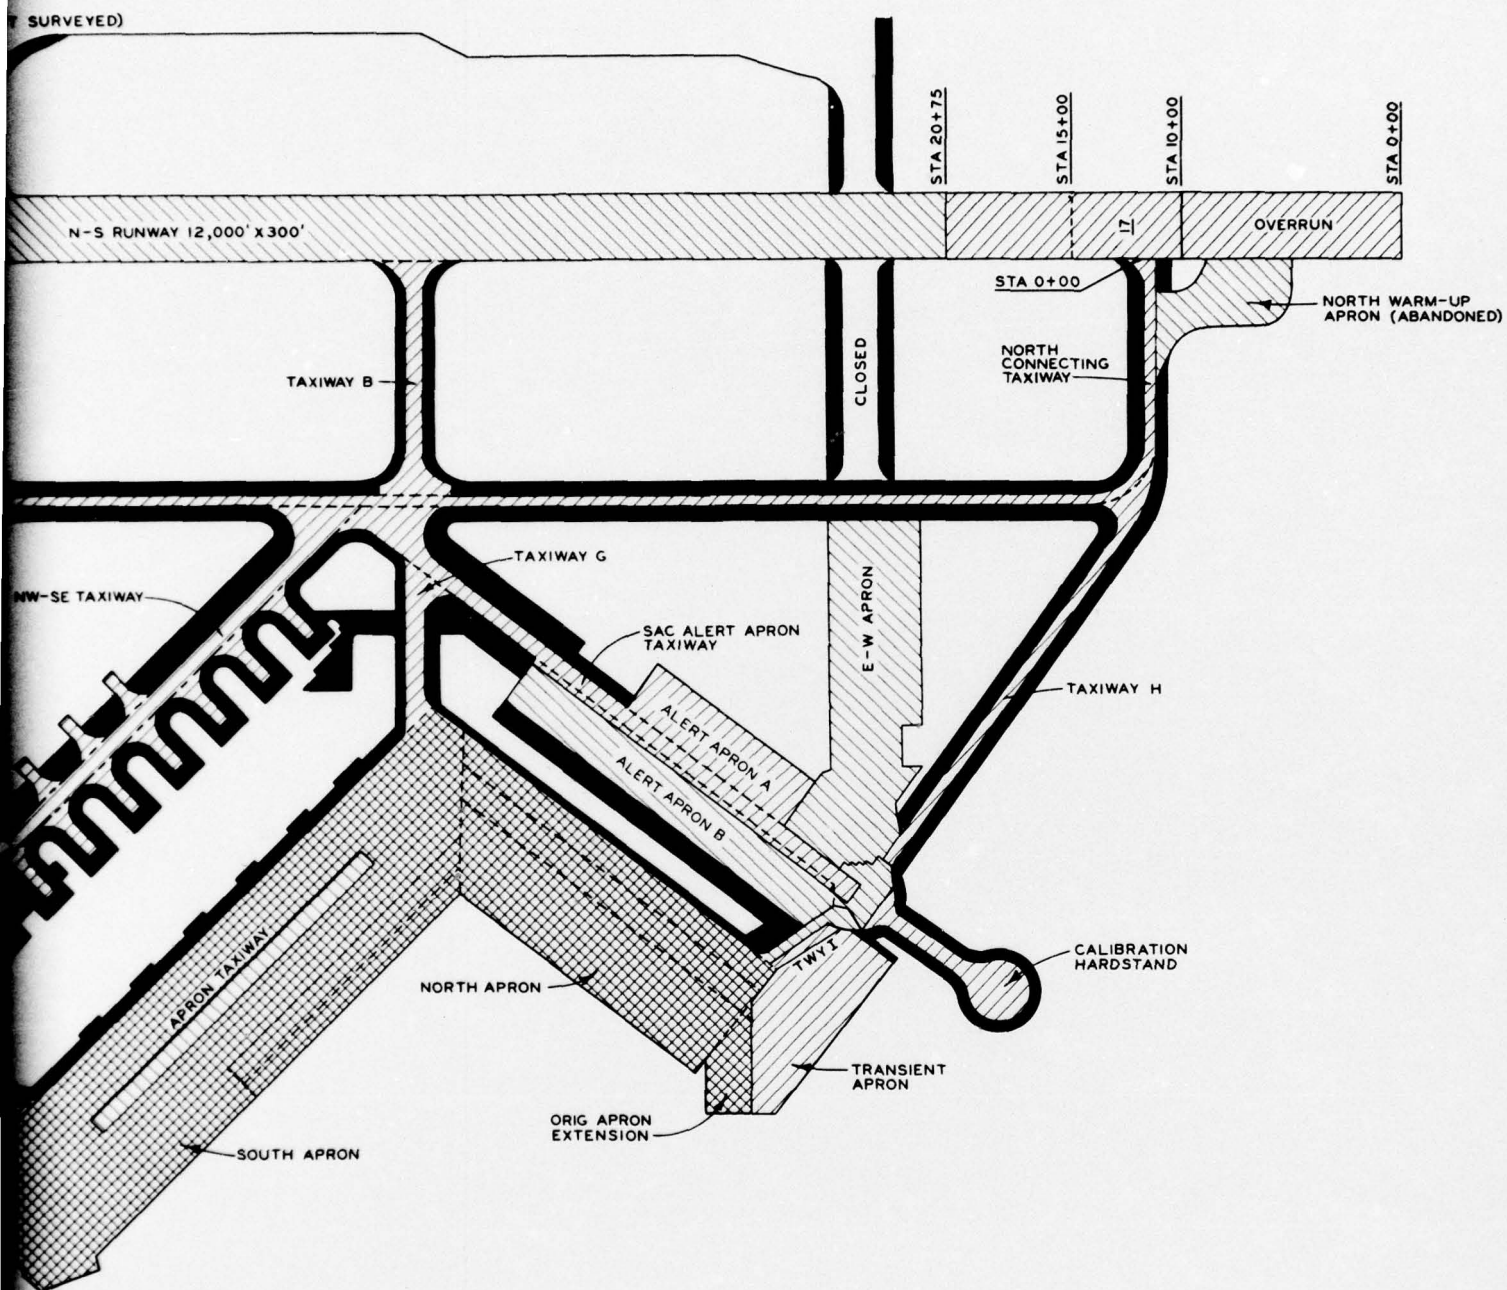 T SURVEYED)
STA 20+75
STA 15+00
STA 10+00
STA 0+00
N-S RUNWAY 12,000' X 300'
17
OVERRUN
STA 0+00
NORTH WARM-UP
APRON (ABANDONED)
TAXIWAY B
CLOSED
NORTH
CONNECTING
TAXIWAY
TAXIWAY G
NW-SE TAXIWAY
E-W APRON
SAC ALERT APRON
TAXIWAY
TAXIWAY H
ALERT APRON A
ALERT APRON B
APRON TAXIWAY
TWY I
CALIBRATION
HARDSTAND
NORTH APRON
TRANSIENT
APRON
ORIG APRON
EXTENSION
SOUTH APRON